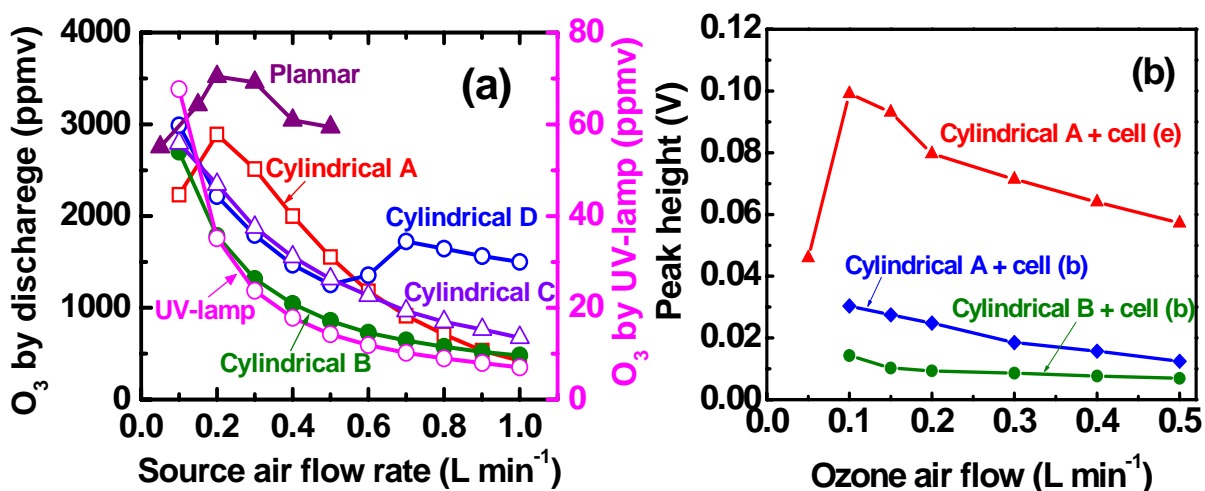 O3 by discharege (ppmv)
4000
3000
2000
1000
0
0.0 0.2 0.4 0.6 0.8 1.0
Source air flow rate (L min-1)
80
60
40
20
0
O3 by UV-lamp (ppmv)
(a)
Plannar
Cylindrical A
Cylindrical D
Cylindrical C
UV-lamp
Cylindrical B
Peak height (V)
0.10
0.08
0.06
0.04
0.02
0.00
0.0 0.1 0.2 0.3 0.4 0.5
Ozone air flow (L min-1)
(b)
Cylindrical A + cell (e)
Cylindrical A + cell (b)
Cylindrical B + cell (b)